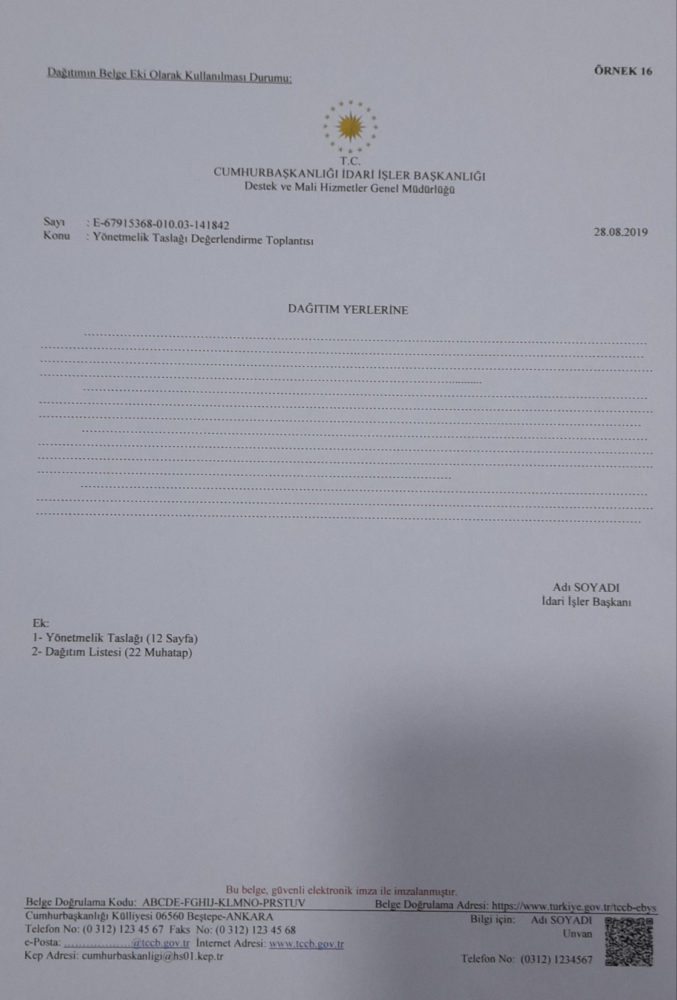 Dağıtımın Belge Eki Olarak Kullanılması Durumu:
ÖRNEK 16
T.C.
CUMHURBAŞKANLIĞI İDARİ İŞLER BAŞKANLIĞI
Destek ve Mali Hizmetler Genel Müdürlüğü
Sayı : E-67915368-010.03-141842
28.08.2019
Konu : Yönetmelik Taslağı Değerlendirme Toplantısı
DAĞITIM YERLERİNE
Adı SOYADI
İdari İşler Başkanı
Ek:
1- Yönetmelik Taslağı (12 Sayfa)
2- Dağıtım Listesi (22 Muhatap)
Bu belge, güvenli elektronik imza ile imzalanmıştır.
Belge Doğrulama Kodu: ABCDE-FGHIJ-KLMNO-PRSTUV
Belge Doğrulama Adresi: https://www.turkiye.gov.tr/tccb-ebys
Cumhurbaşkanlığı Külliyesi 06560 Beştepe-ANKARA
Telefon No: (0 312) 123 45 67 Faks No: (0 312) 123 45 68
e-Posta: ..................@tccb.gov.tr İnternet Adresi: www.tccb.gov.tr
Kep Adresi: cumhurbaskanligi@hs01.kep.tr
Bilgi için: Adı SOYADI
Unvan
Telefon No: (0312) 1234567